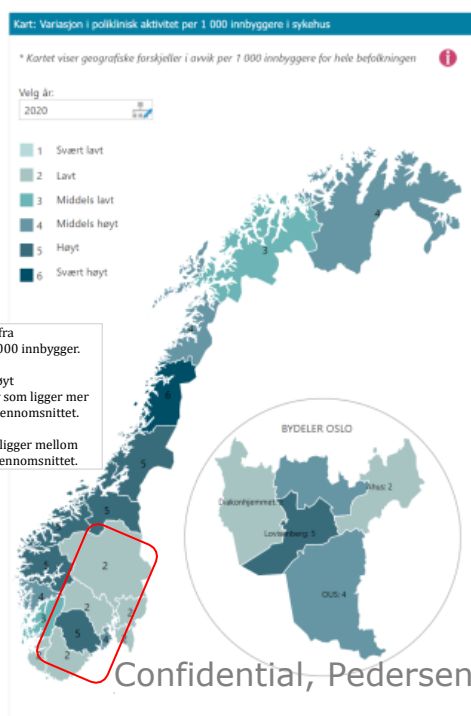 Kart: Variasjon i poliklinisk aktivitet per 1 000 innbyggere i sykehus
* Kartet viser geografiske forskjeller i avvik per 1 000 innbyggere for hele befolkningen
i
Velg år:
2020
1 Svært lavt
2 Lavt
3 Middels lavt
4 Middels høyt
5 Høyt
6 Svært høyt
4
3
fra
000 innbygger.
4
øyt
r som ligger mer
ennomsnittet.
6
ligger mellom
ennomsnittet.
BYDELER OSLO
5
Ahus: 2
Diakonhjemmet:
5
Lovisenberg: 5
5
2
4
2
OUS: 4
2
5
4
2
Confidential, Pedersen